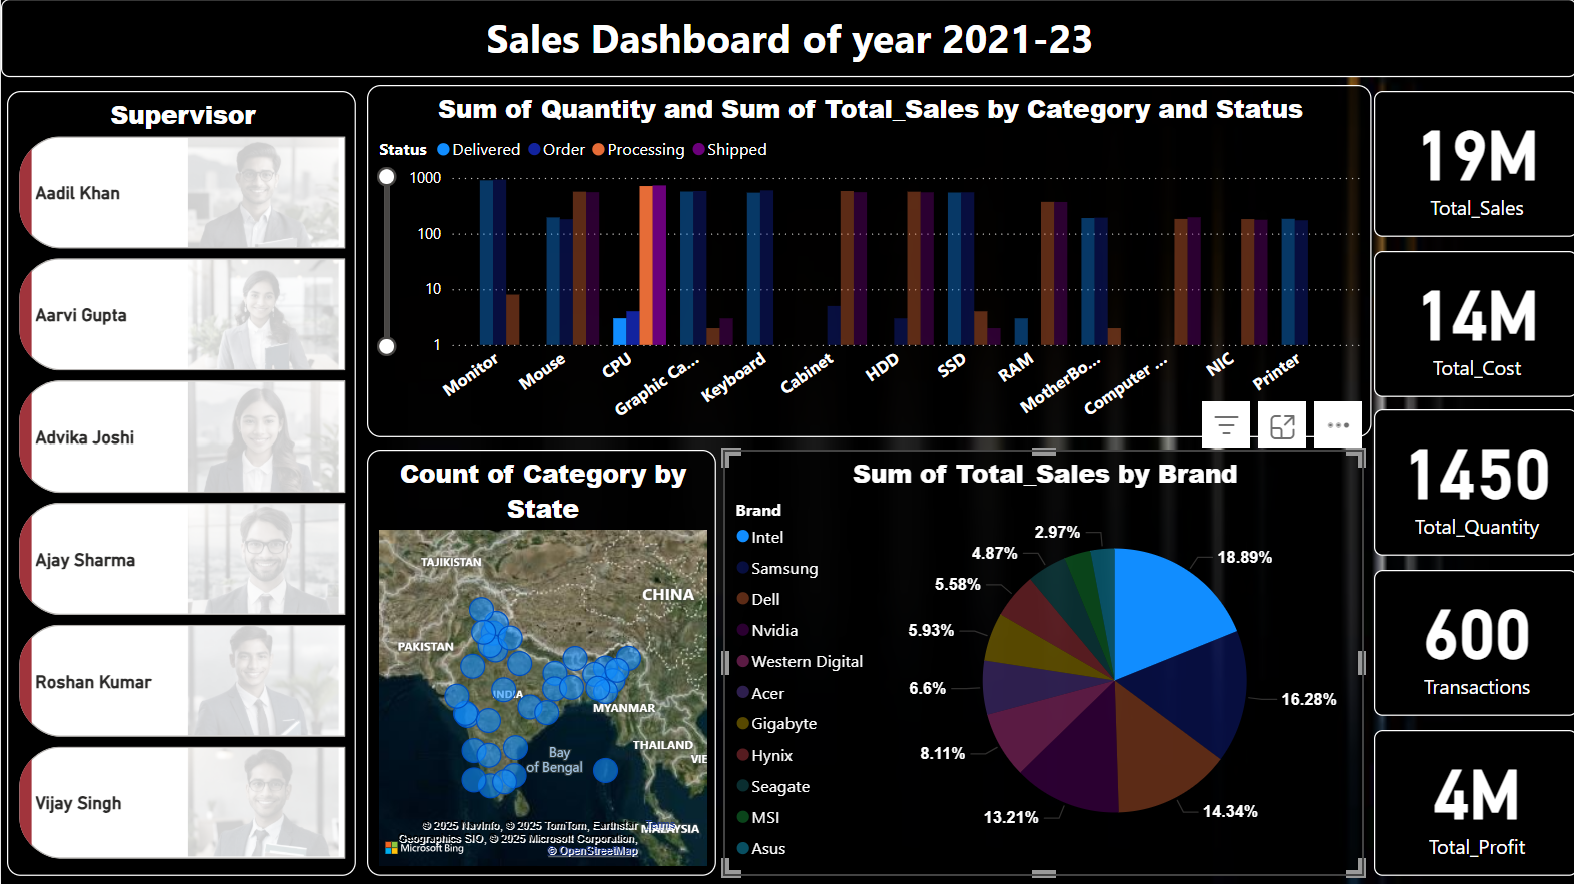 Sales Dashboard of year 2021-23
Supervisor
Aadil Khan
Aarvi Gupta
Advika Joshi
Ajay Sharma
Roshan Kumar
Vijay Singh
Sum of Quantity and Sum of Total_Sales by Category and Status
Status Delivered Order Processing Shipped
1000
100
10
1
Monitor
Mouse
CPU
Graphic Ca...
Keyboard
Cabinet
HDD
SSD
RAM
MotherBo...
Computer ...
NIC
Printer
Count of Category by
State
TAJIKISTAN
CHINA
PAKISTAN
INDIA
MYANMAR
THAILAND
VIE
Bay
of Bengal
MALAYSIA
© 2025 NavInfo, © 2025 TomTom, Earthstar
Terms
Geographics SIO, © 2025 Microsoft Corporation,
Microsoft Bing
© OpenStreetMap
Sum of Total_Sales by Brand
Brand
Intel
Samsung
Dell
Nvidia
Western Digital
Acer
Gigabyte
Hynix
Seagate
MSI
Asus
18.89%
16.28%
14.34%
13.21%
8.11%
6.6%
5.93%
5.58%
4.87%
2.97%
19M
Total_Sales
14M
Total_Cost
1450
Total_Quantity
600
Transactions
4M
Total_Profit